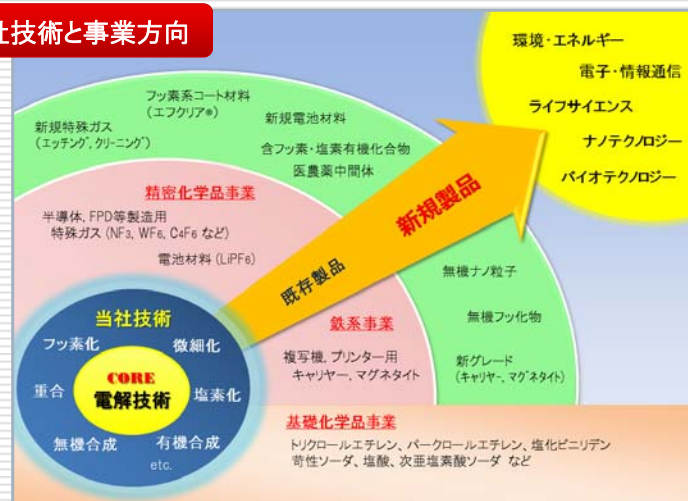 社技術と事業方向
環境・エネルギー
電子・情報通信
ライフサイエンス
ナノテクノロジー
バイオテクノロジー
フッ素系コート材料
(エフクリア®)
新規特殊ガス
(エッチング、クリーニング)
新規電池材料
含フッ素・塩素有機化合物
医農薬中間体
精密化学品事業
半導体、FPD等製造用
特殊ガス (NF3, WF6, C4F6 など)
電池材料 (LiPF6)
新規製品
既存製品
無機ナノ粒子
無機フッ化物
新グレード
(キャリヤー、マグネタイト)
鉄系事業
複写機、プリンター用
キャリヤー、マグネタイト
当社技術
フッ素化
微細化
CORE
電解技術
重合
塩素化
無機合成
有機合成
etc.
基礎化学品事業
トリクロールエチレン、パークロールエチレン、塩化ビニリデン
苛性ソーダ、塩酸、次亜塩素酸ソーダ など